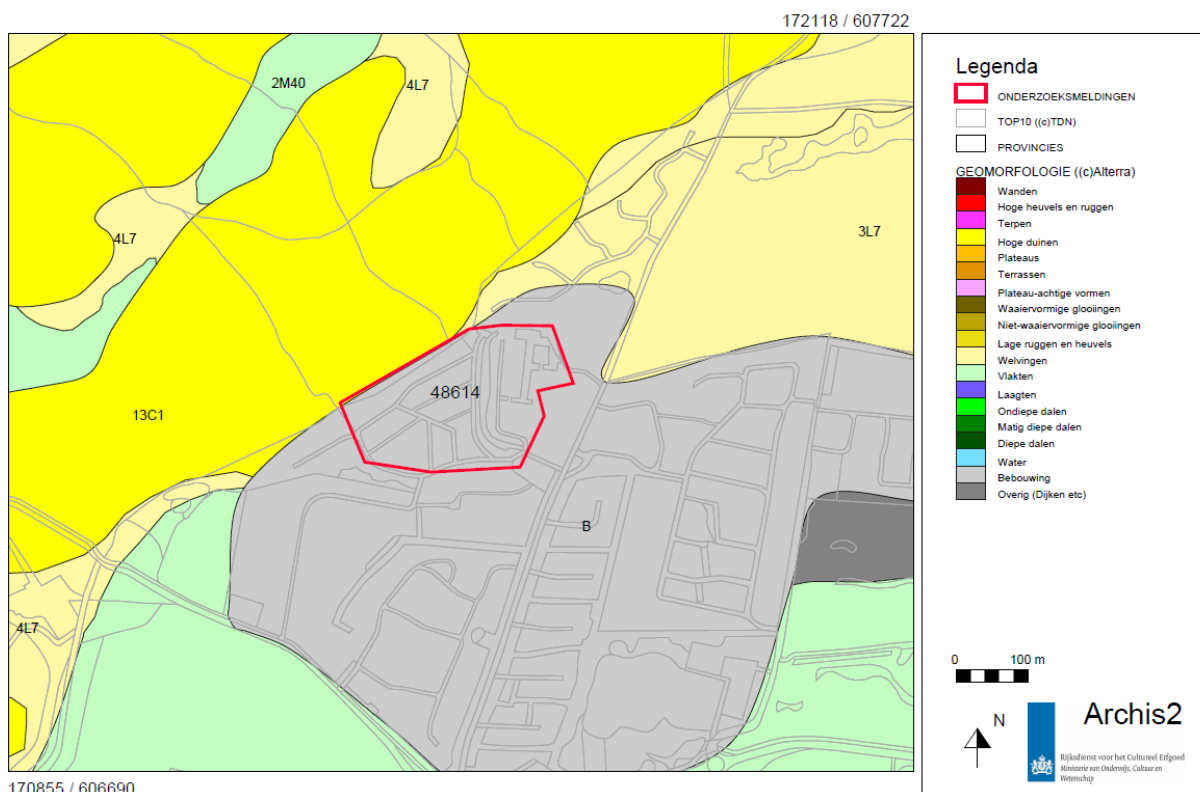 172118 / 607722
2M40
4L7
4L7
3L7
13C1
48614
B
4L7
170855 / 606690
Legenda
ONDERZOEKSMELDINGEN
TOP10 ((c)TDN)
PROVINCIES
GEOMORFOLOGIE ((c)Alterra)
Wanden
Hoge heuvels en ruggen
Terpen
Hoge duinen
Plateaus
Terrassen
Plateau-achtige vormen
Waaiervormige glooiingen
Niet-waaiervormige glooiingen
Lage ruggen en heuvels
Welvingen
Vlakten
Laagten
Ondiepe dalen
Matig diepe dalen
Diepe dalen
Water
Bebouwing
Overig (Dijken etc)
0 100 m
N
Archis2
Rijksdienst voor het Cultureel Erfgoed
Ministerie van Onderwijs, Cultuur en
Wetenschap